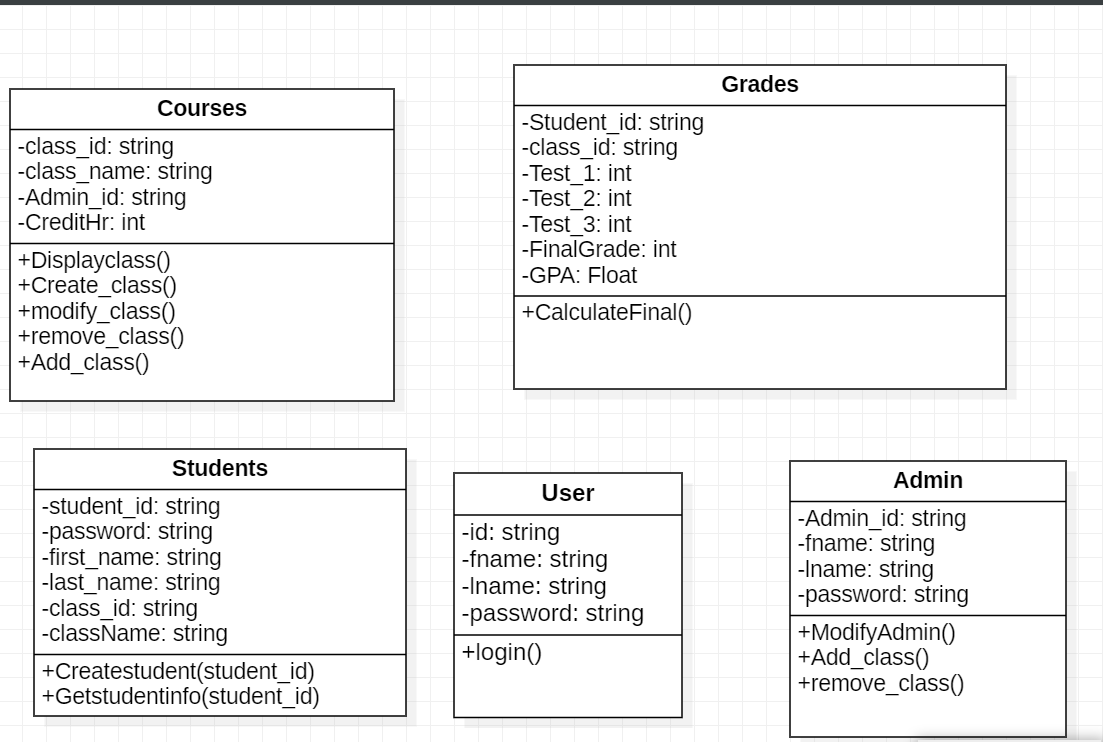 Courses
-class_id: string
-class_name: string
-Admin_id: string
-CreditHr: int
+Displayclass()
+Create_class()
+modify_class()
+remove_class()
+Add_class()
Grades
-Student_id: string
-class_id: string
-Test_1: int
-Test_2: int
-Test_3: int
-FinalGrade: int
-GPA: Float
+CalculateFinal()
Students
-student_id: string
-password: string
-first_name: string
-last_name: string
-class_id: string
-className: string
+Createstudent(student_id)
+Getstudentinfo(student_id)
User
-id: string
-fname: string
-lname: string
-password: string
+login()
Admin
-Admin_id: string
-fname: string
-lname: string
-password: string
+ModifyAdmin()
+Add_class()
+remove_class()